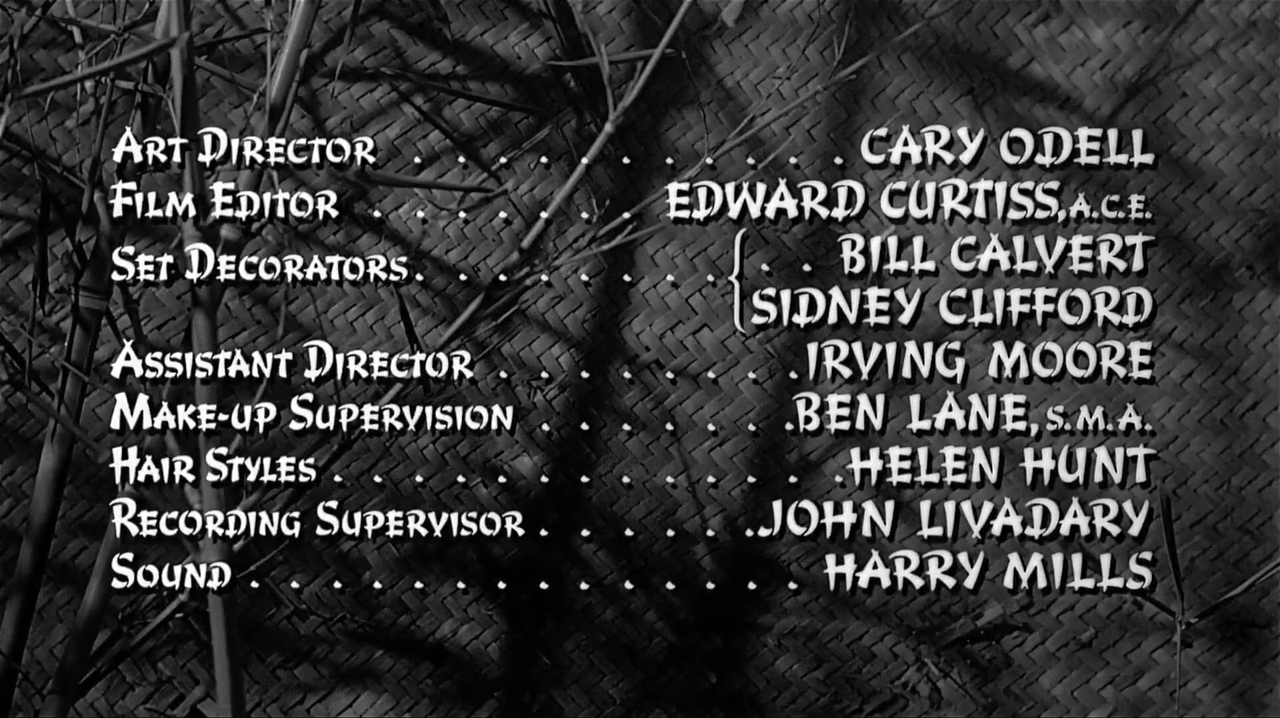 Art Director . . . . . . . . . . . CARY ODELL
Film Editor . . . . . . . EDWARD CURTISS, A.C.E.
Set Decorators . . . . . . . . { . . BILL CALVERT
SIDNEY CLIFFORD
Assistant Director . . . . . . . . IRVING MOORE
Make-up Supervision . . . . . . . BEN LANE, S.M.A.
Hair Styles . . . . . . . . . . . . . HELEN HUNT
Recording Supervisor . . . . . . JOHN LIVADARY
Sound . . . . . . . . . . . . . . HARRY MILLS